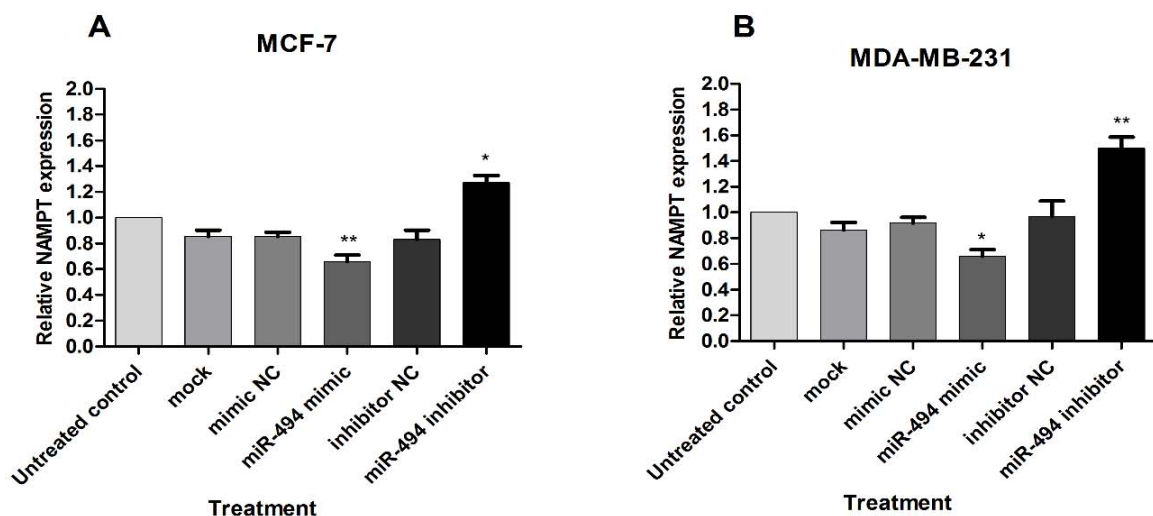 A
MCF-7
Relative NAMPT expression
2.0
1.8
1.6
1.4
1.2
1.0
0.8
0.6
0.4
0.2
0.0
**
*
Untreated control
mock
mimic NC
miR-494 mimic
inhibitor NC
miR-494 inhibitor
Treatment
B
MDA-MB-231
Relative NAMPT expression
2.0
1.8
1.6
1.4
1.2
1.0
0.8
0.6
0.4
0.2
0.0
*
**
Untreated control
mock
mimic NC
miR-494 mimic
inhibitor NC
miR-494 inhibitor
Treatment